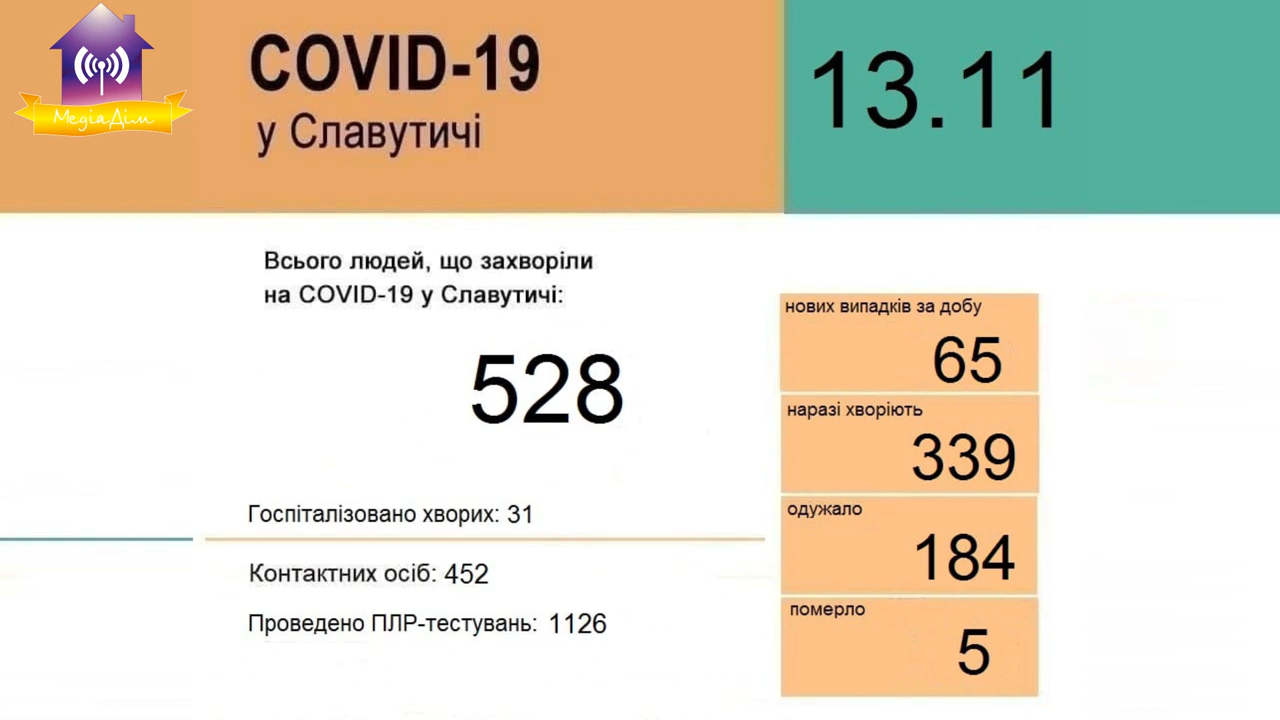 МедіаДім
COVID-19
у Славутичі
13.11
Всього людей, що захворіли
на COVID-19 у Славутичі:
528
Госпіталізовано хворих: 31
Контактних осіб: 452
Проведено ПЛР-тестувань: 1126
нових випадків за добу
65
наразі хворіють
339
одужало
184
померло
5